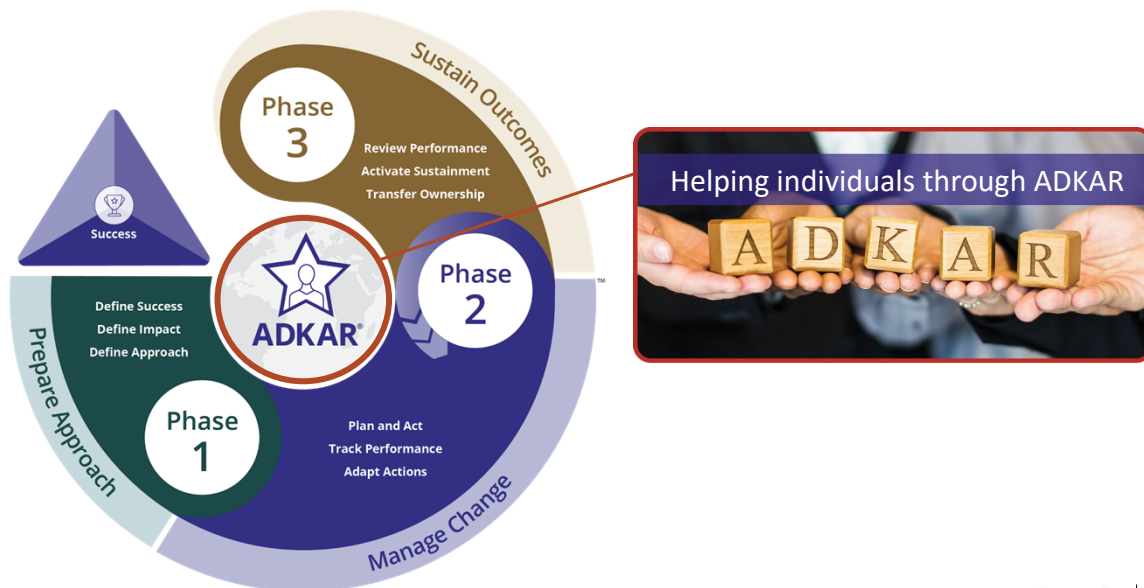 Sustain Outcomes
Phase
3
Review Performance
Activate Sustainment
Transfer Ownership
Success
ADKAR®
Phase
2
™
Define Success
Define Impact
Define Approach
Prepare Approach
Phase
1
Plan and Act
Track Performance
Adapt Actions
Manage Change
Helping individuals through ADKAR
A D K A R